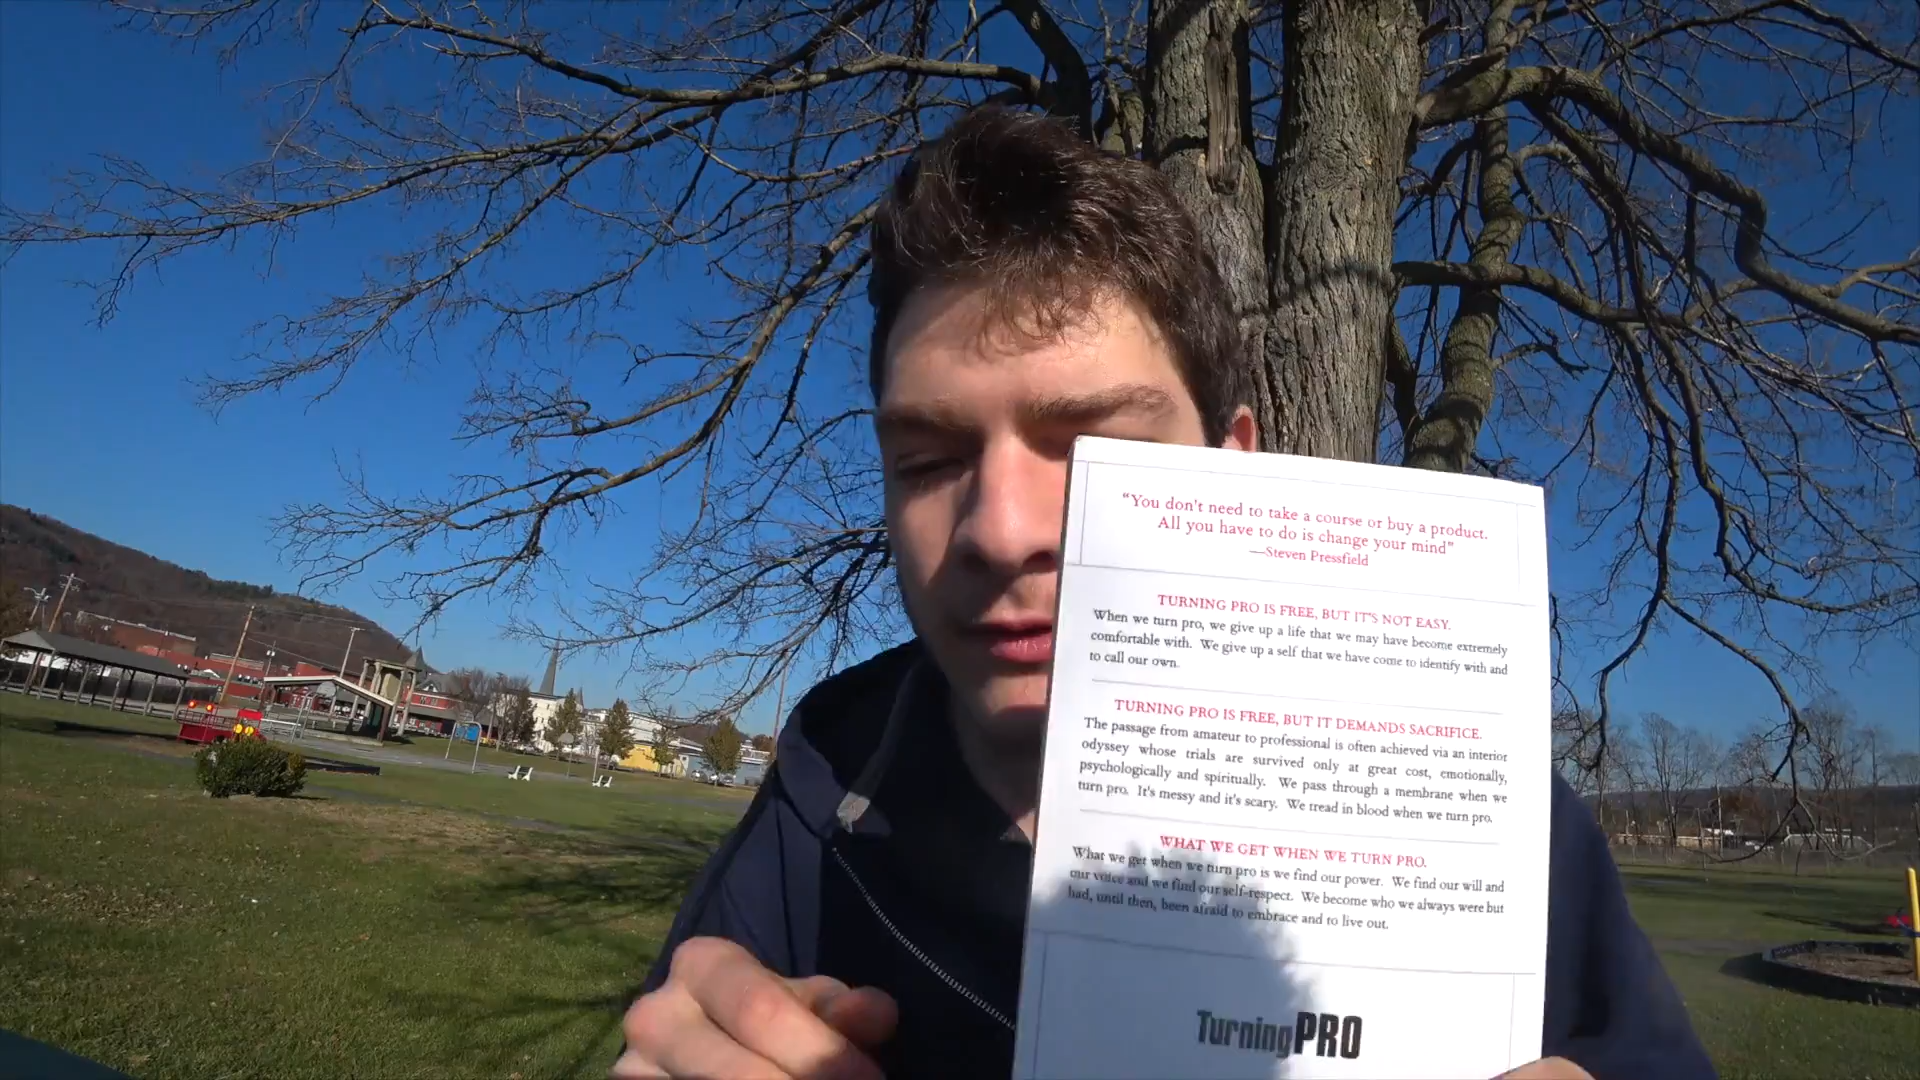 “You don't need to take a course or buy a product.
All you have to do is change your mind”
—Steven Pressfield
TURNING PRO IS FREE, BUT IT'S NOT EASY.
When we turn pro, we give up a life that we may have become extremely
comfortable with. We give up a self that we have come to identify with and
to call our own.
TURNING PRO IS FREE, BUT IT DEMANDS SACRIFICE.
The passage from amateur to professional is often achieved via an interior
odyssey whose trials are survived only at great cost, emotionally,
psychologically and spiritually. We pass through a membrane when we
turn pro. It's messy and it's scary. We tread in blood when we turn pro.
WHAT WE GET WHEN WE TURN PRO.
What we get when we turn pro is we find our power. We find our will and
our voice and we find our self-respect. We become who we always were but
had, until then, been afraid to embrace and to live out.
TurningPRO